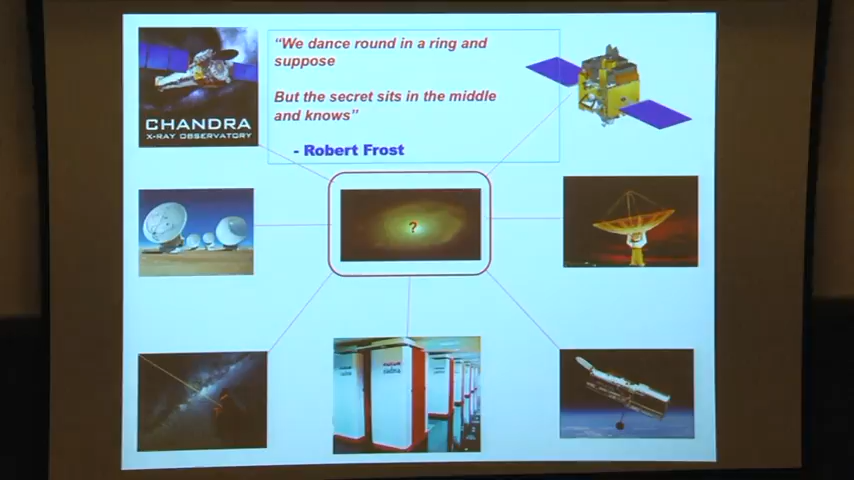 “We dance round in a ring and
suppose
But the secret sits in the middle
and knows”
- Robert Frost
CHANDRA
X-RAY OBSERVATORY
?